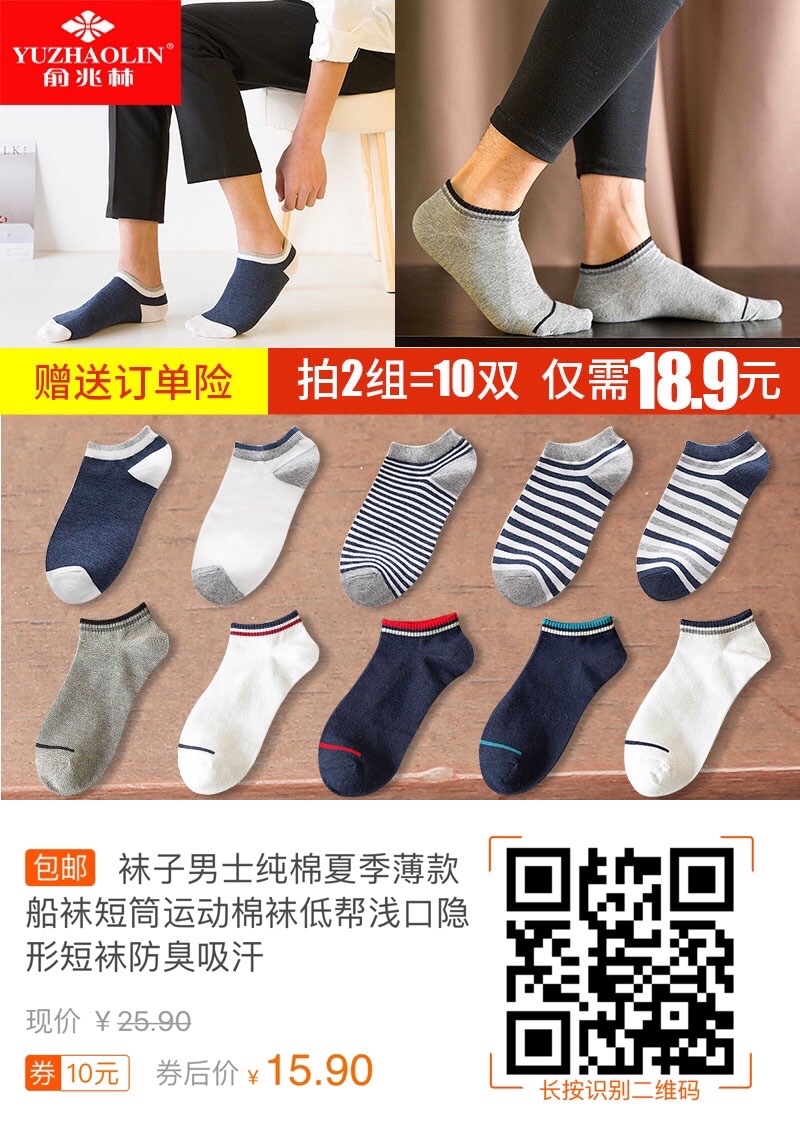 YUZHAOLIN®
俞兆林
LK:
赠送订单险
拍2组=10双 仅需18.9元
包邮 袜子男士纯棉夏季薄款
船袜短筒运动棉袜低帮浅口隐
形短袜防臭吸汗
现价 ¥25.90
券 10元 券后价 ¥15.90
长按识别二维码